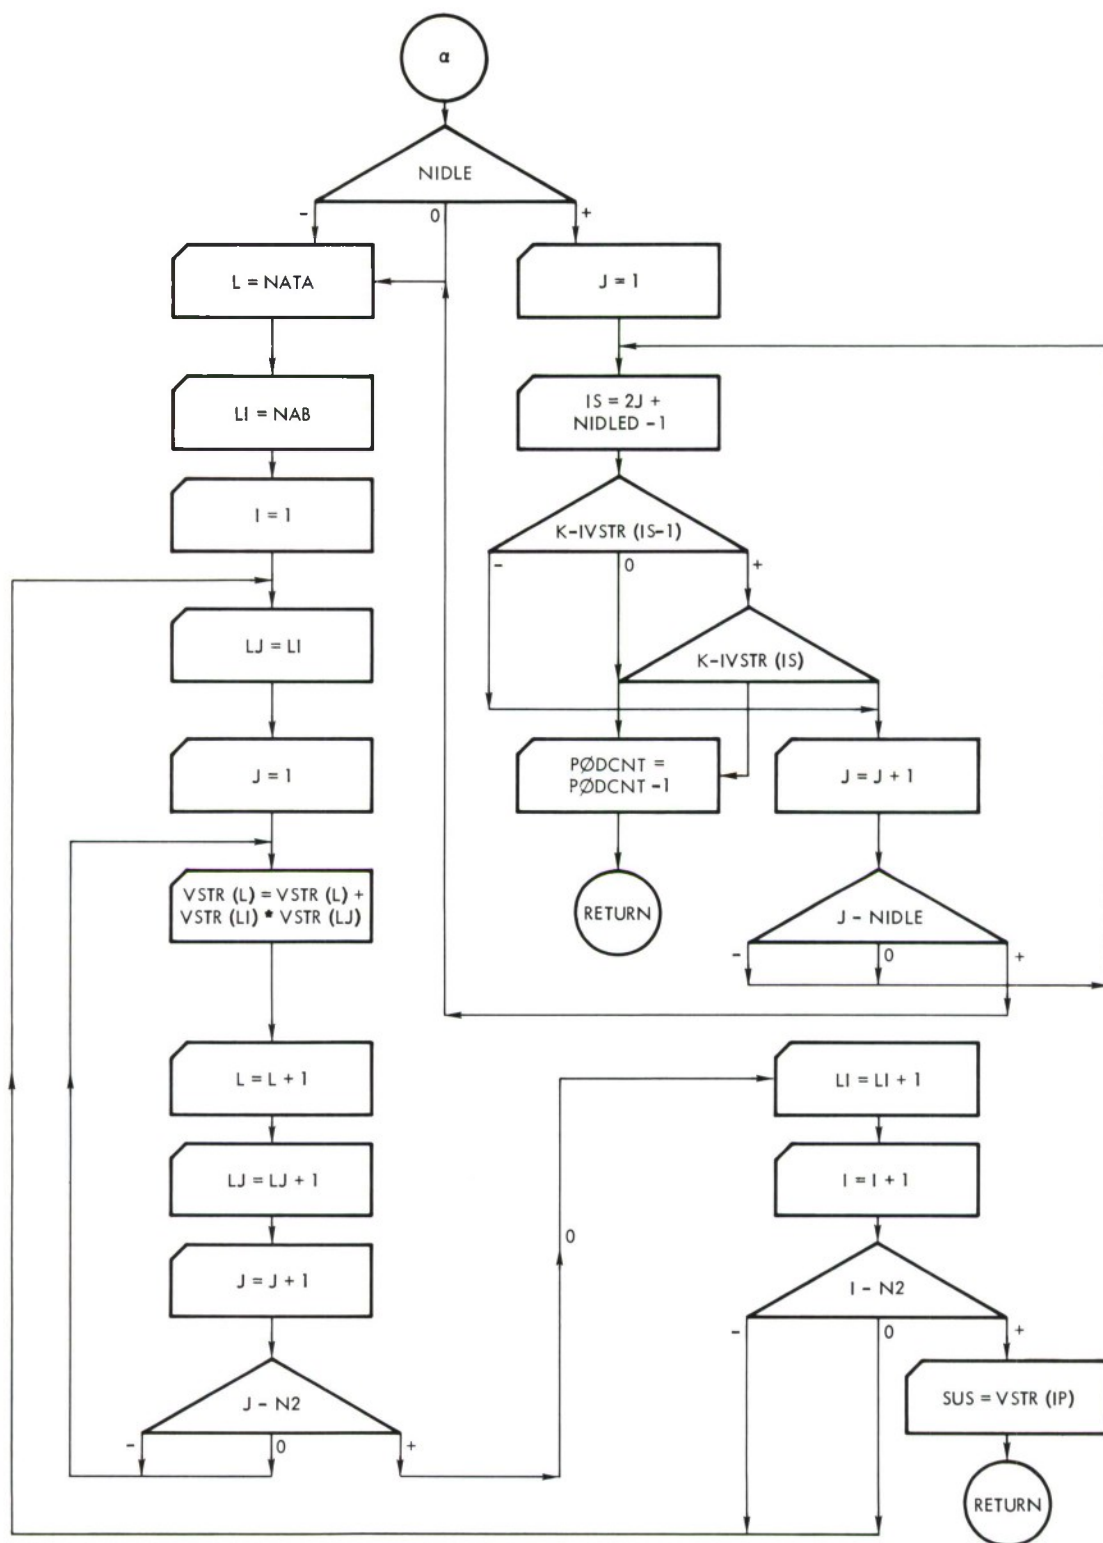 α
NIDLE
-
0
+
L = NATA
J = 1
LI = NAB
IS = 2J +
NIDLED -1
I = 1
K-IVSTR (IS-1)
-
0
+
LJ = LI
K-IVSTR (IS)
J = 1
PØDCNT =
PØDCNT -1
J = J + 1
VSTR (L) = VSTR (L) +
VSTR (LI) * VSTR (LJ)
RETURN
J - NIDLE
-
0
+
L = L + 1
LI = LI + 1
LJ = LJ + 1
I = I + 1
0
J = J + 1
I - N2
-
0
+
J - N2
-
0
+
SUS = VSTR (IP)
RETURN